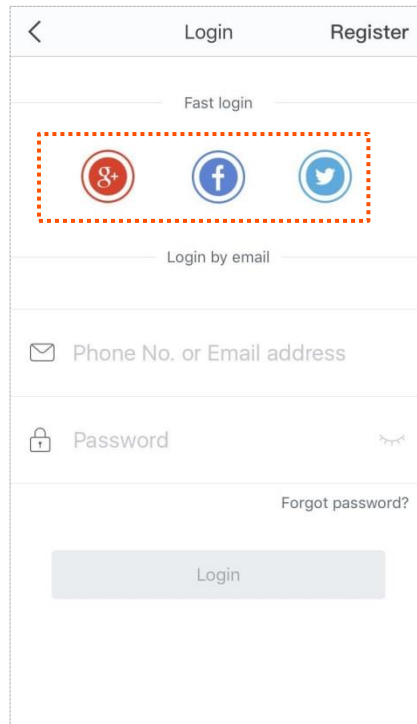 Login
Register
Fast login
g+
f
Login by email
Phone No. or Email address
Password
Forgot password?
Login